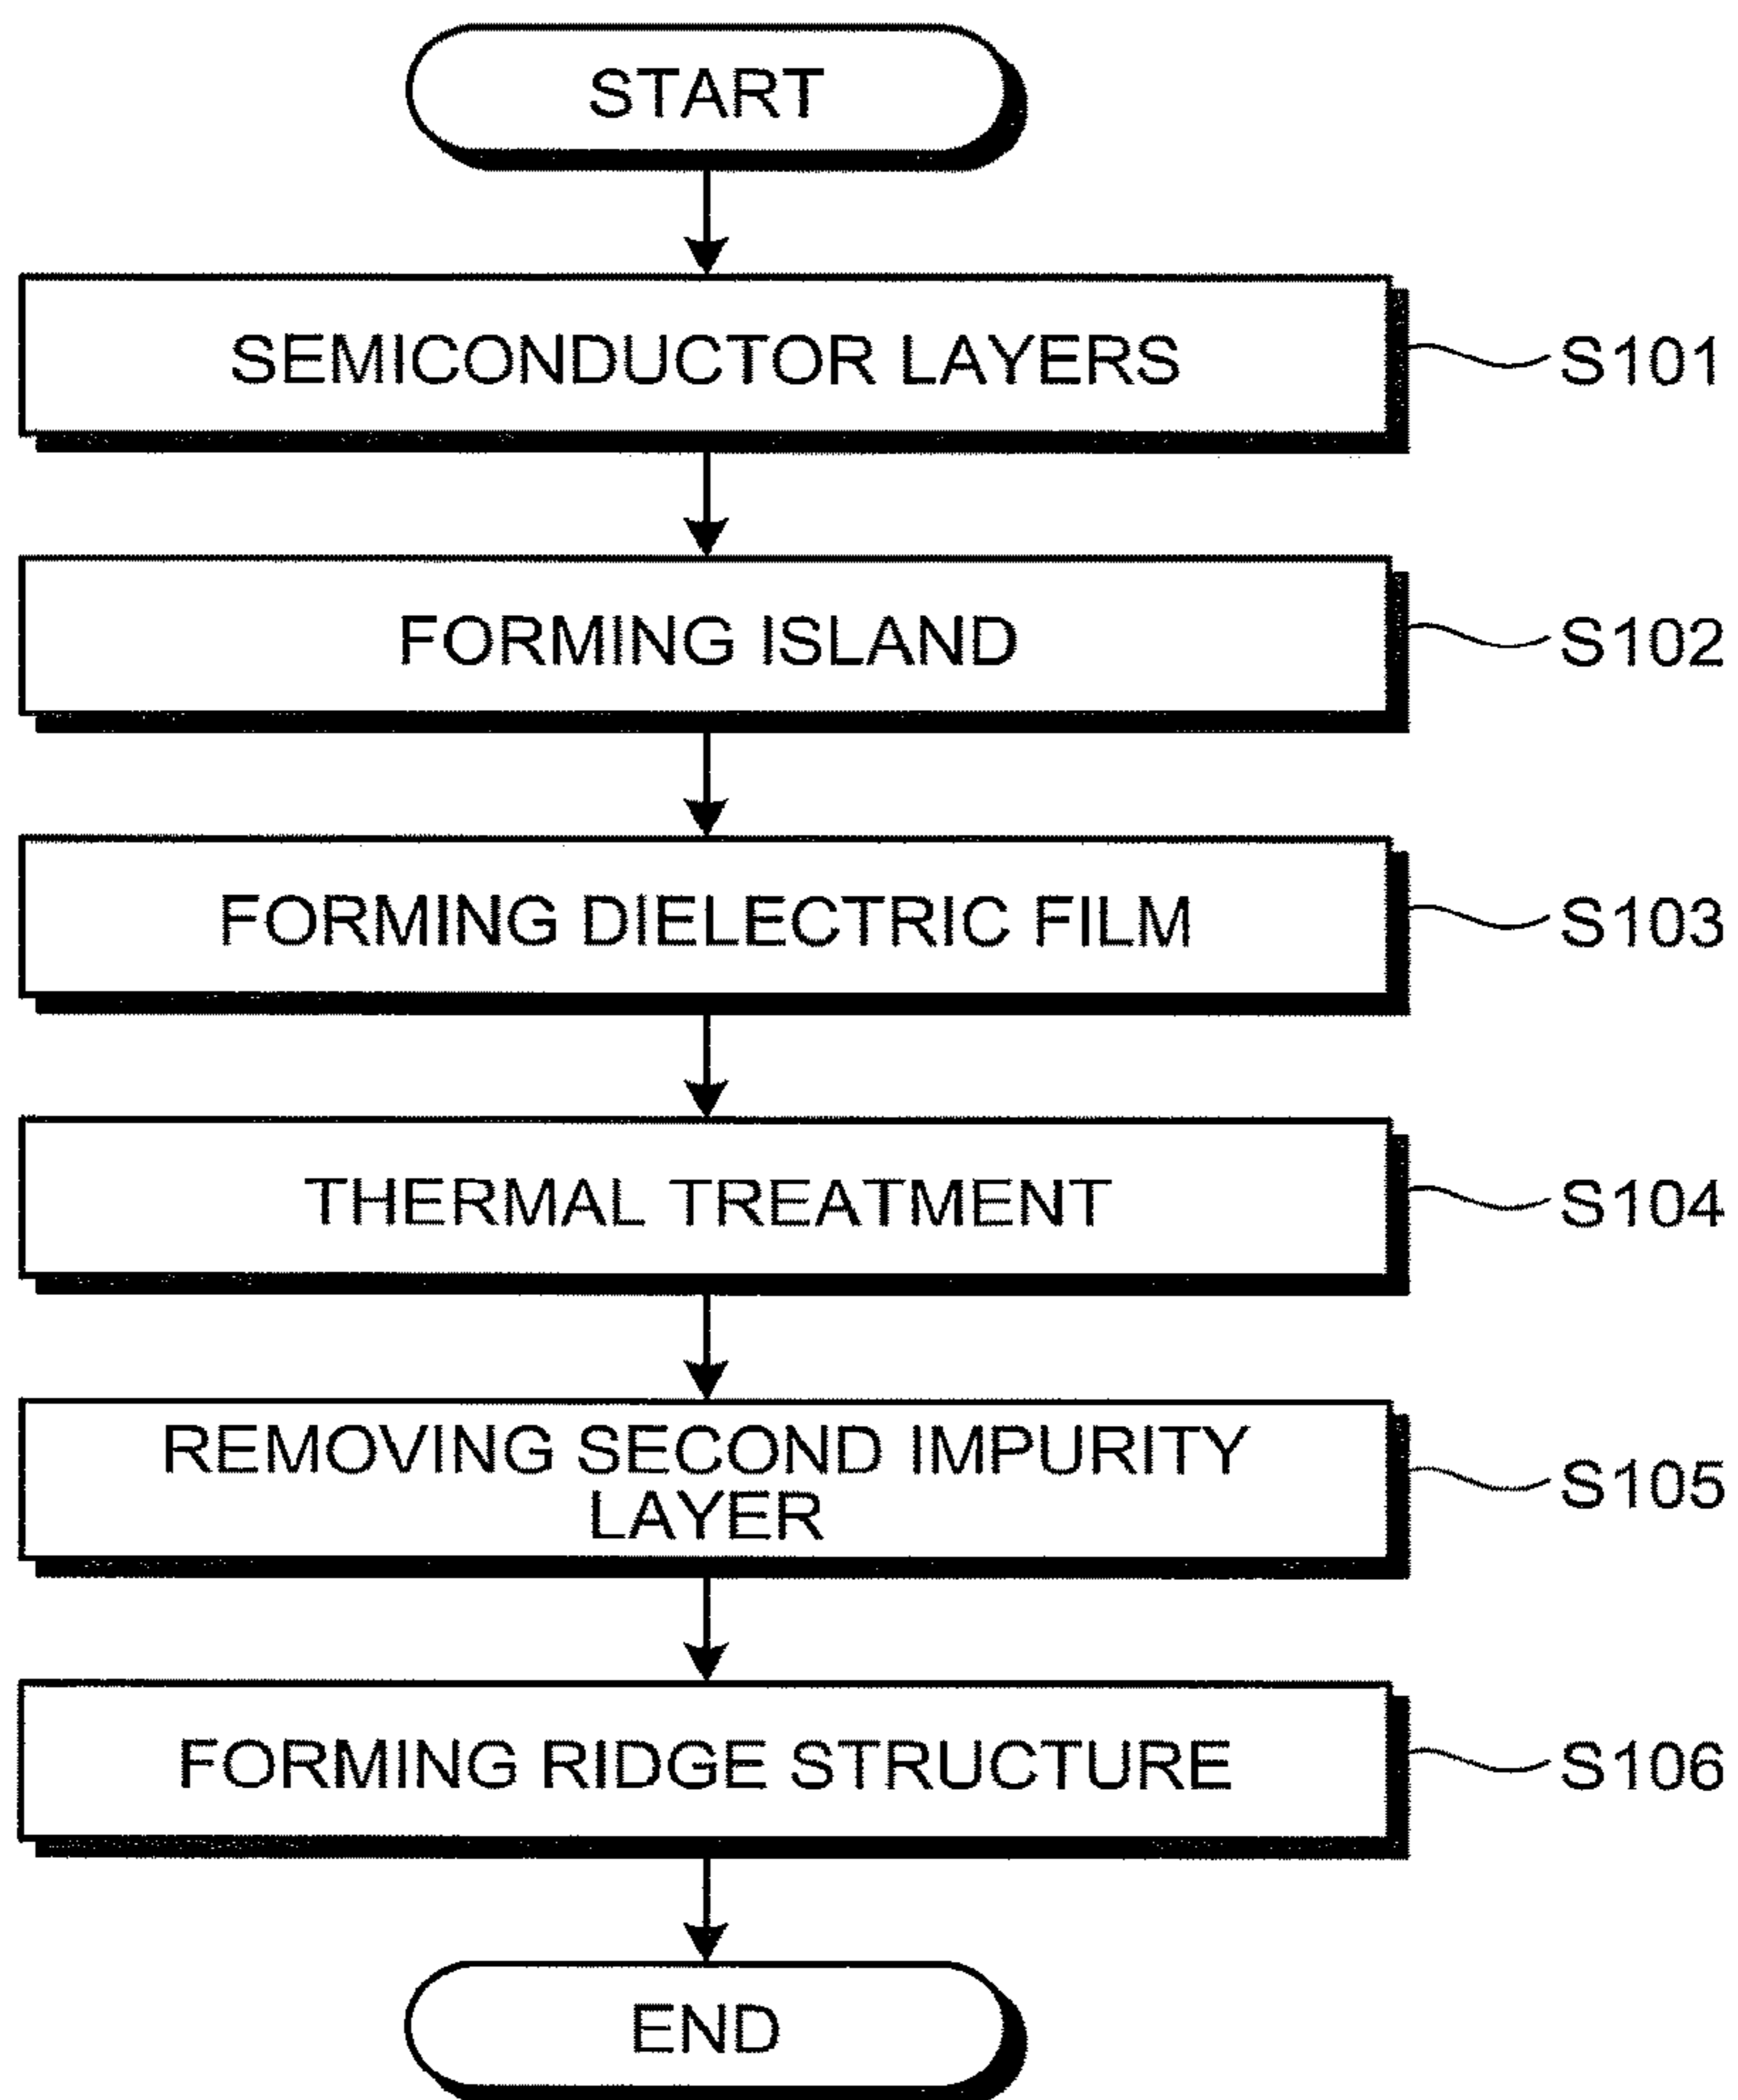 START
SEMICONDUCTOR LAYERS
S101
FORMING ISLAND
S102
FORMING DIELECTRIC FILM
S103
THERMAL TREATMENT
S104
REMOVING SECOND IMPURITY
LAYER
S105
FORMING RIDGE STRUCTURE
S106
END